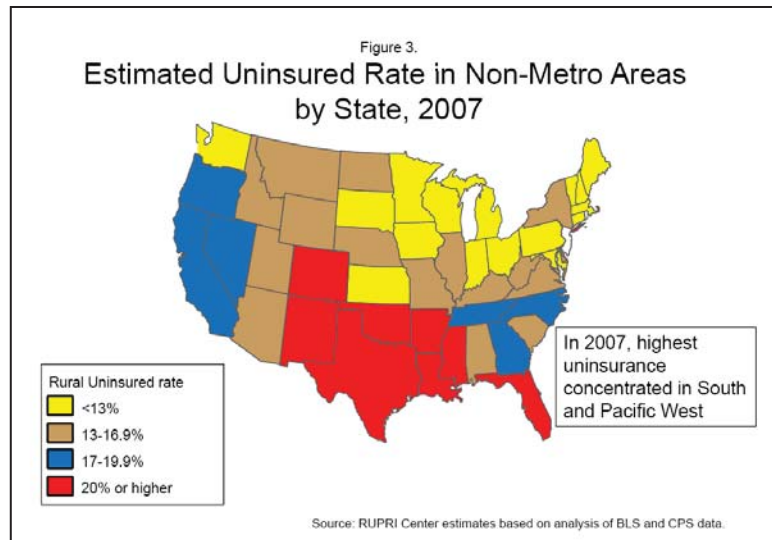 Figure 3.
Estimated Uninsured Rate in Non-Metro Areas
by State, 2007
In 2007, highest
uninsurance
concentrated in South
and Pacific West
Rural Uninsured rate
<13%
13-16.9%
17-19.9%
20% or higher
Source: RUPRI Center estimates based on analysis of BLS and CPS data.